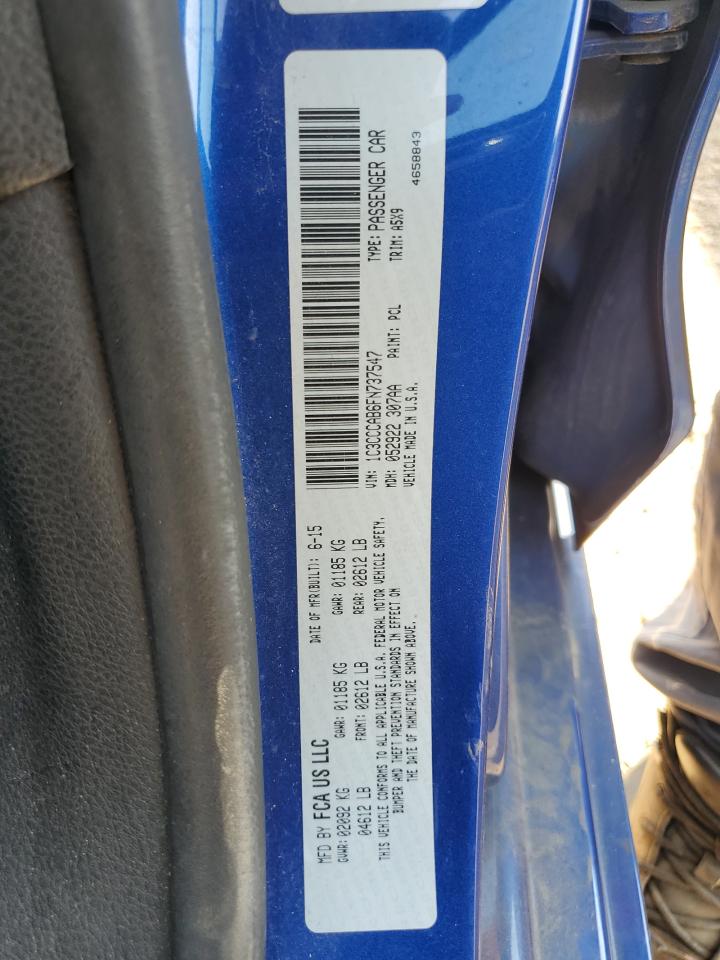 MFD BY FCA US LLC
DATE OF MFR(BUILT): 6-15
GVWR: 02092 KG
GAWR: 01185 KG
GAWR: 01185 KG
04612 LB
FRONT: 02612 LB
REAR: 02612 LB
THIS VEHICLE CONFORMS TO ALL APPLICABLE U.S.A. FEDERAL MOTOR VEHICLE SAFETY,
BUMPER AND THEFT PREVENTION STANDARDS IN EFFECT ON
THE DATE OF MANUFACTURE SHOWN ABOVE.
VIN: 1C3CCCAB6FN737547
TYPE: PASSENGER CAR
MDH: 052922 307AA
PAINT: PCL
TRIM: A5X9
VEHICLE MADE IN U.S.A.
4658843